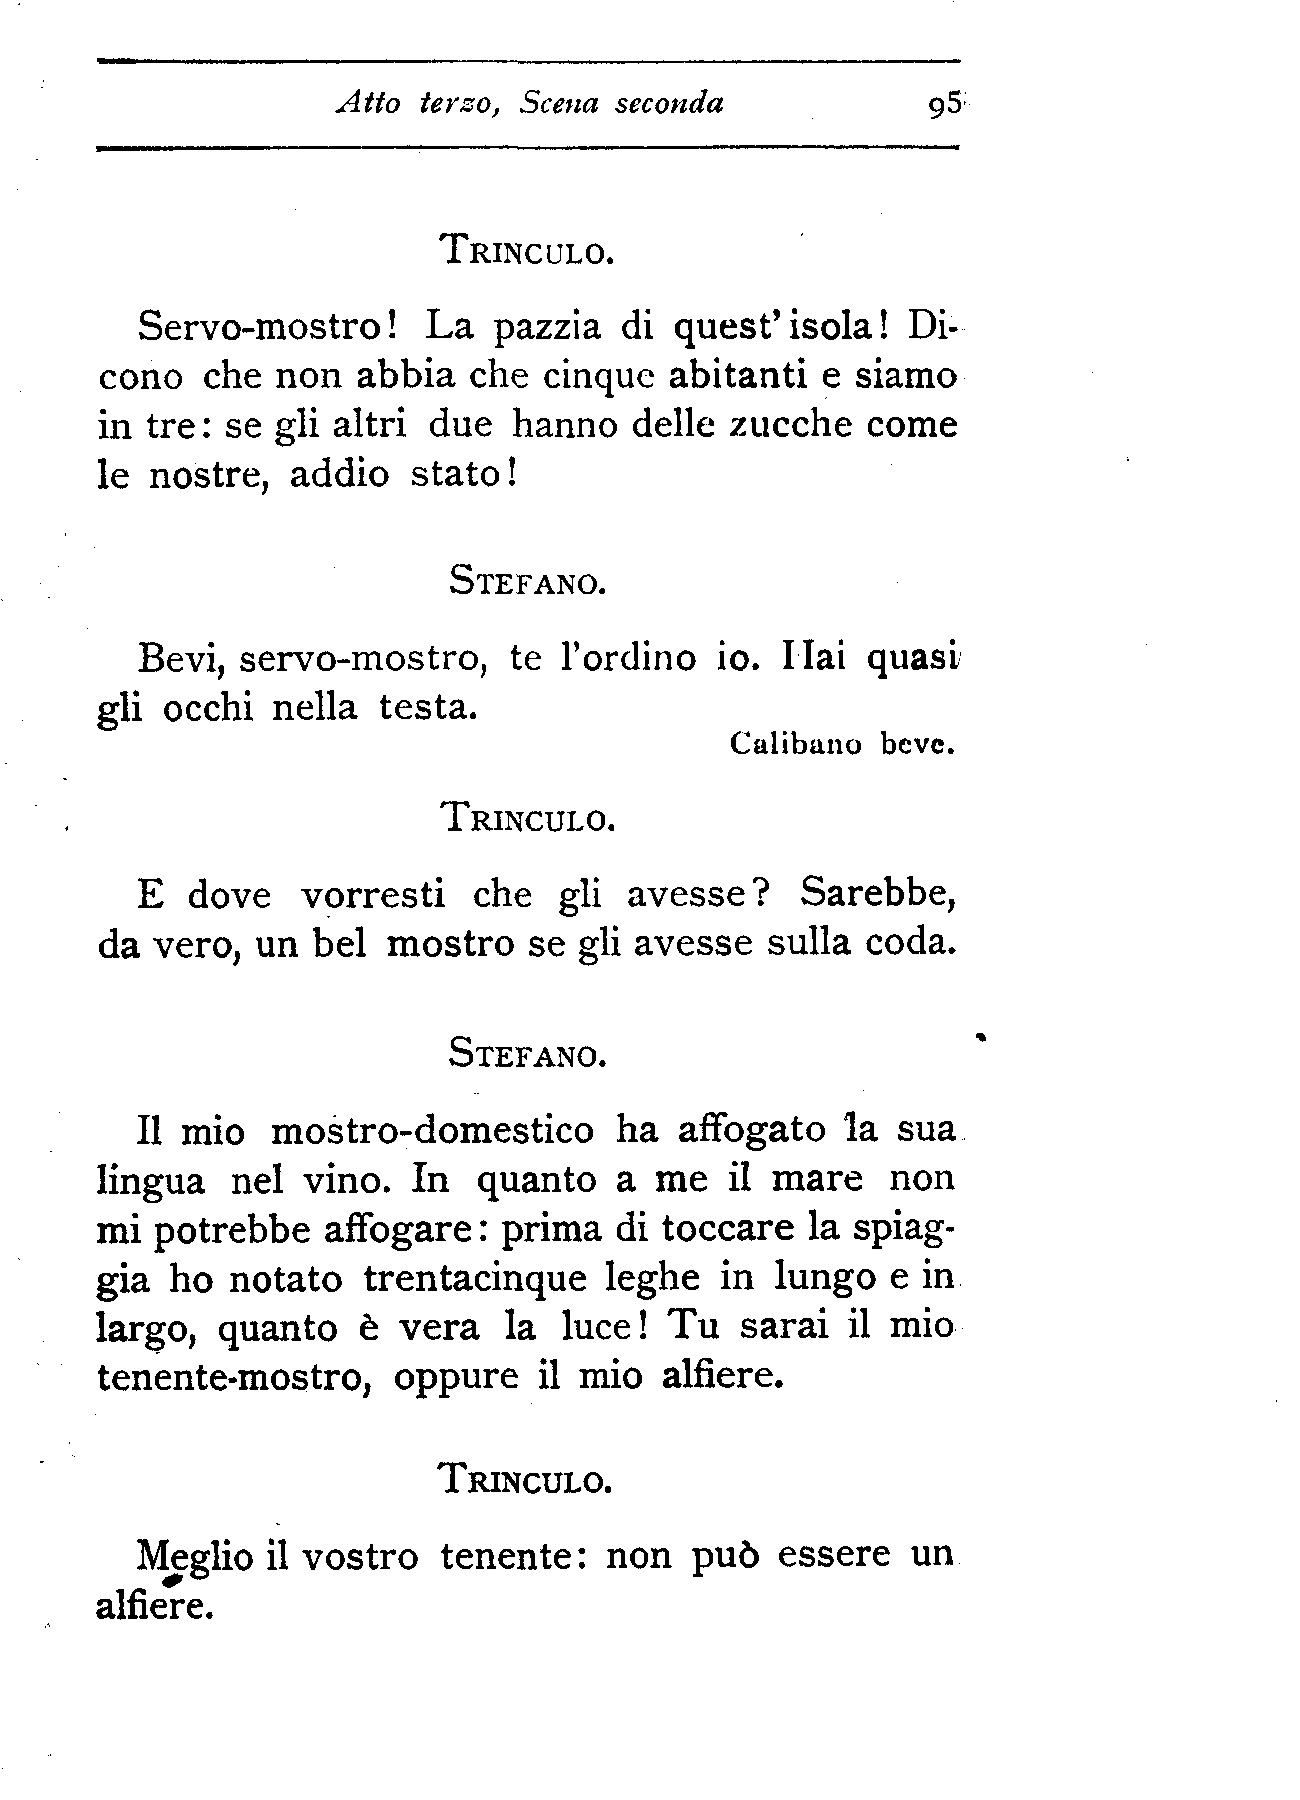 Atto terzo, Scena seconda 95
TRINCULO.
Servo-mostro! La pazzia di quest'isola! Di-
cono che non abbia che cinque abitanti e siamo
in tre: se gli altri due hanno delle zucche come
le nostre, addio stato!
STEFANO.
Bevi, servo-mostro, te l'ordino io. Hai quasi
gli occhi nella testa.
Calibano beve.
TRINCULO.
E dove vorresti che gli avesse? Sarebbe,
da vero, un bel mostro se gli avesse sulla coda.
STEFANO.
Il mio mostro-domestico ha affogato la sua
lingua nel vino. In quanto a me il mare non
mi potrebbe affogare: prima di toccare la spiag-
gia ho notato trentacinque leghe in lungo e in
largo, quanto è vera la luce! Tu sarai il mio
tenente-mostro, oppure il mio alfiere.
TRINCULO.
Meglio il vostro tenente: non può essere un
alfiere.